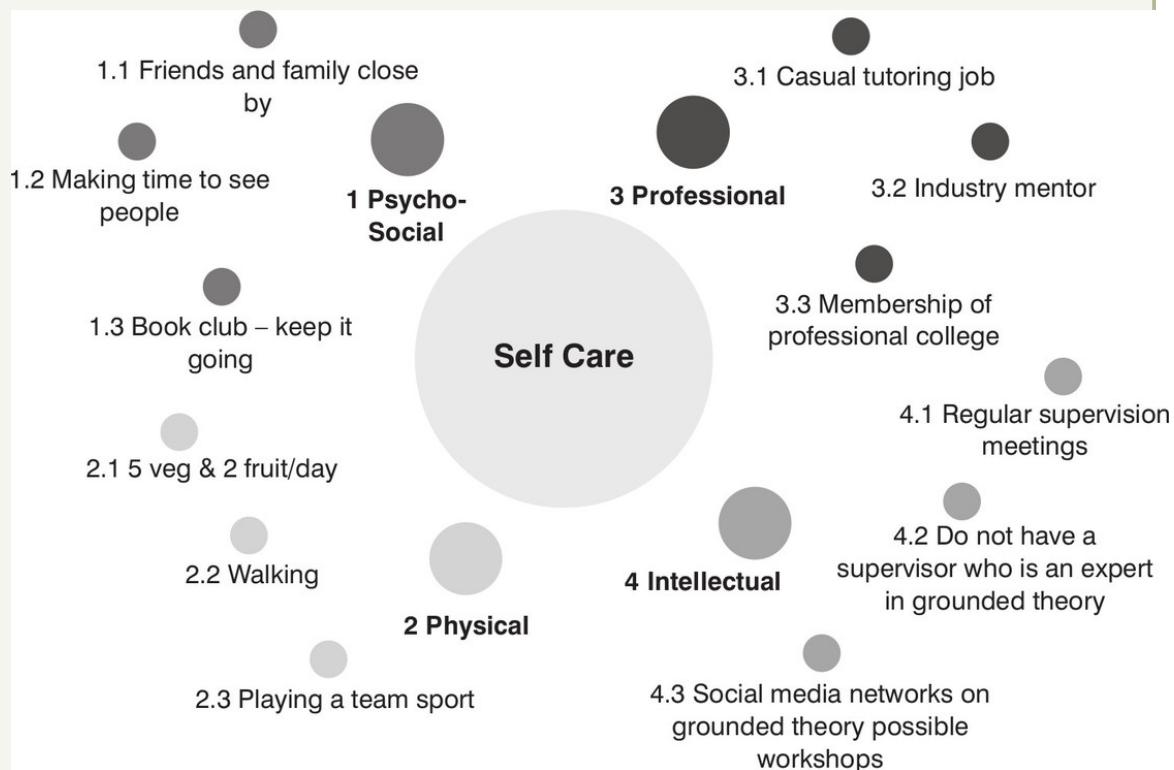 1.1 Friends and family close
by
1.2 Making time to see
people
1 Psycho-
Social
1.3 Book club – keep it
going
2.1 5 veg & 2 fruit/day
2.2 Walking
2 Physical
2.3 Playing a team sport
Self Care
3.1 Casual tutoring job
3 Professional
3.2 Industry mentor
3.3 Membership of
professional college
4.1 Regular supervision
meetings
4.2 Do not have a
supervisor who is an expert
in grounded theory
4 Intellectual
4.3 Social media networks on
grounded theory possible
workshops